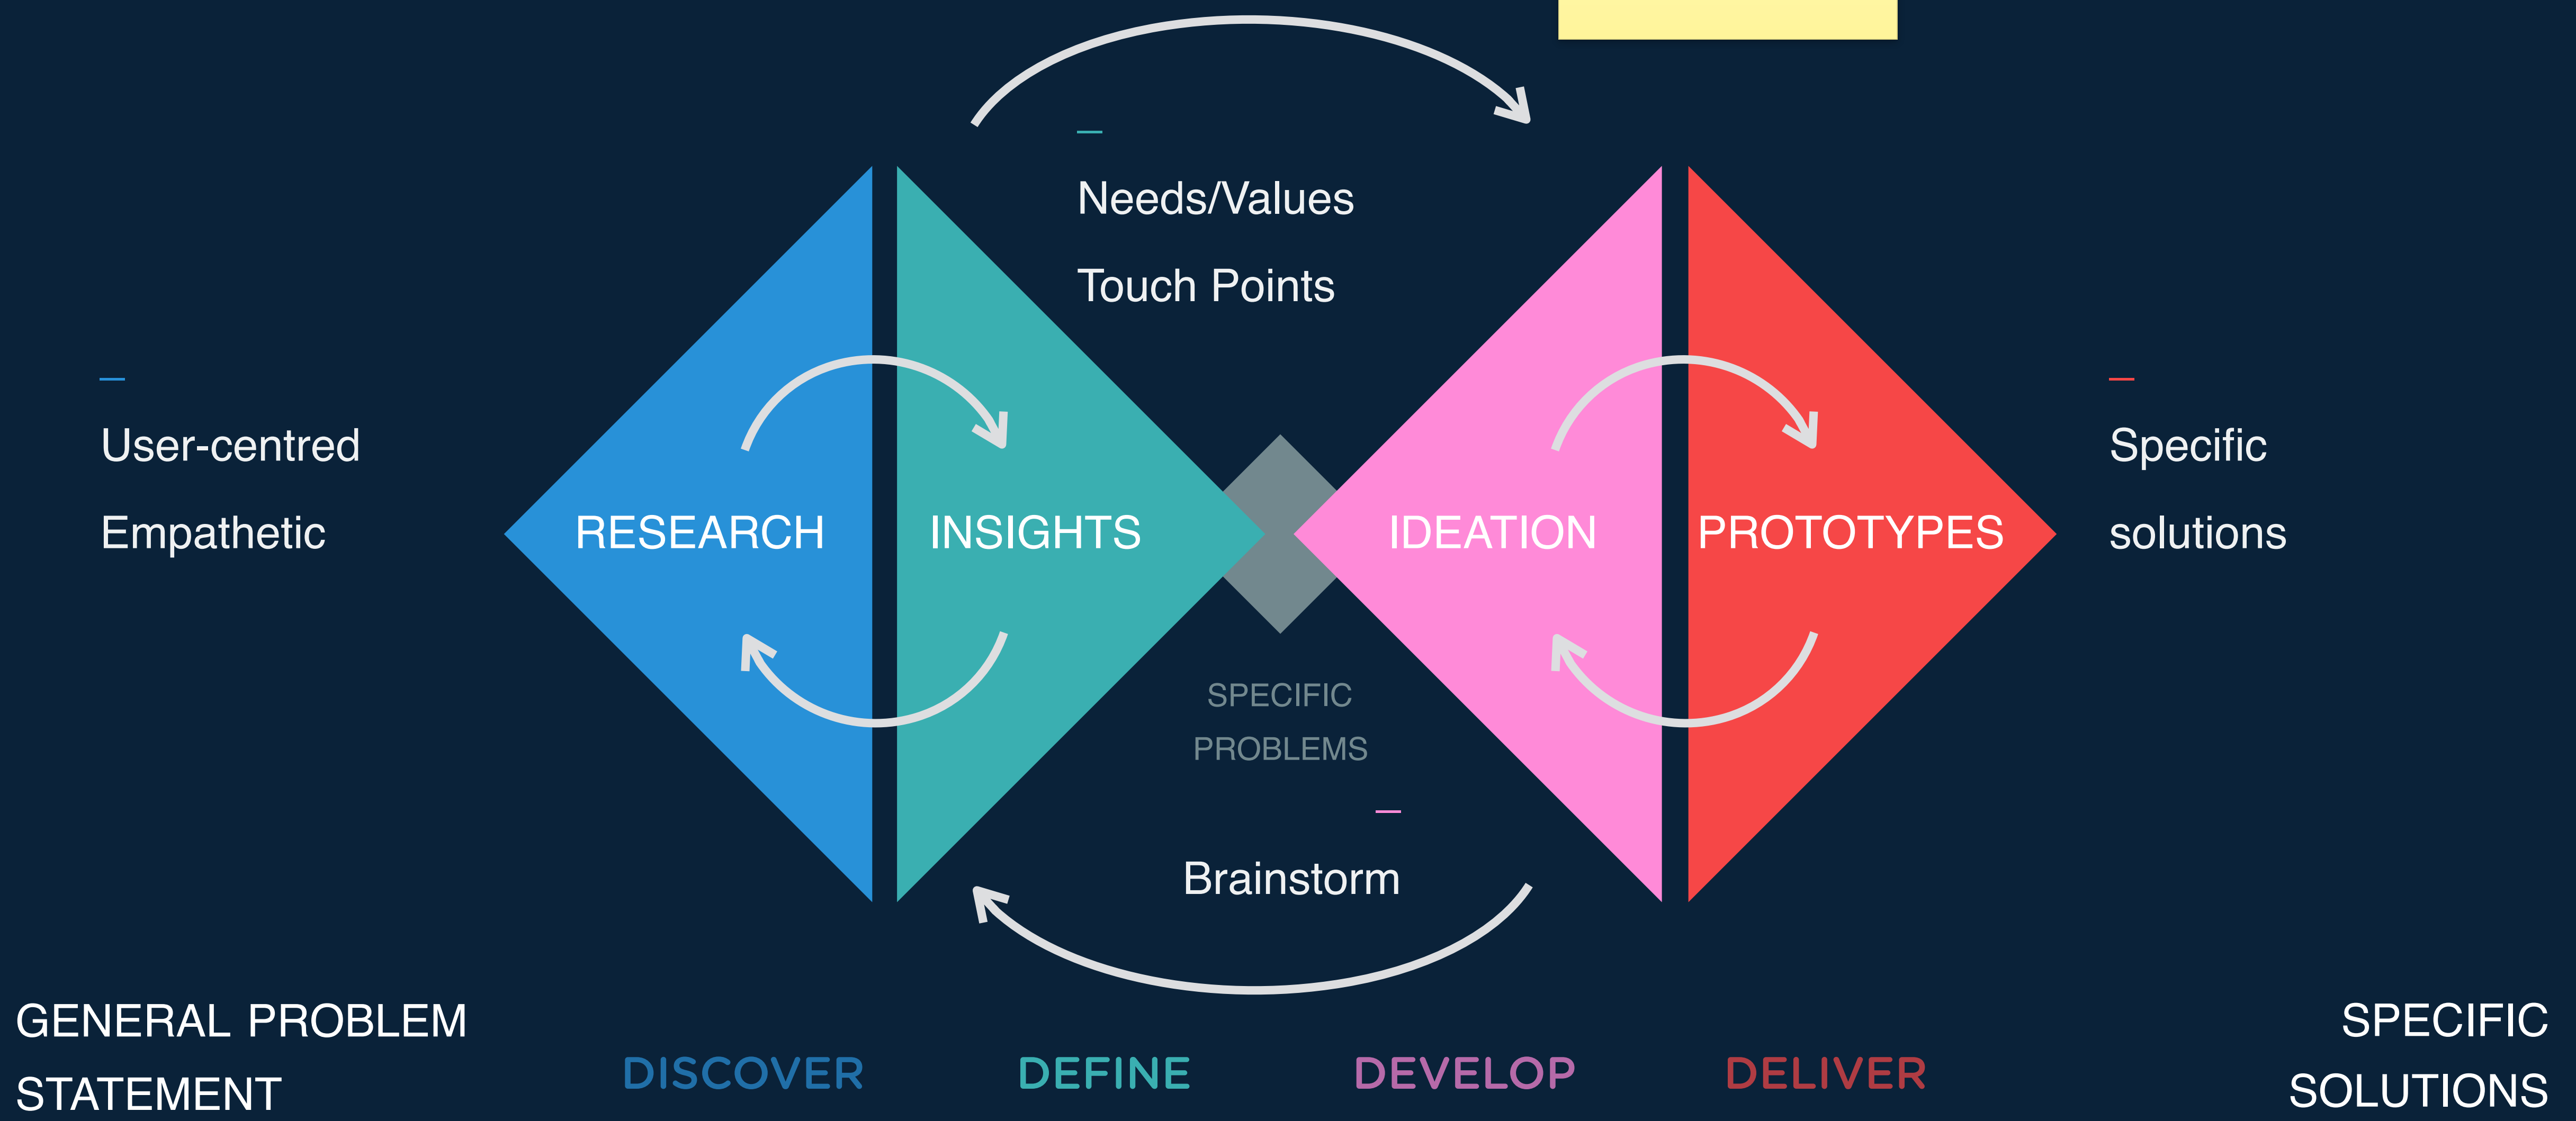 Needs/Values
Touch Points
User-centred
Empathetic
RESEARCH
INSIGHTS
IDEATION
PROTOTYPES
Specific
solutions
SPECIFIC
PROBLEMS
Brainstorm
GENERAL PROBLEM
STATEMENT
DISCOVER
DEFINE
DEVELOP
DELIVER
SPECIFIC
SOLUTIONS